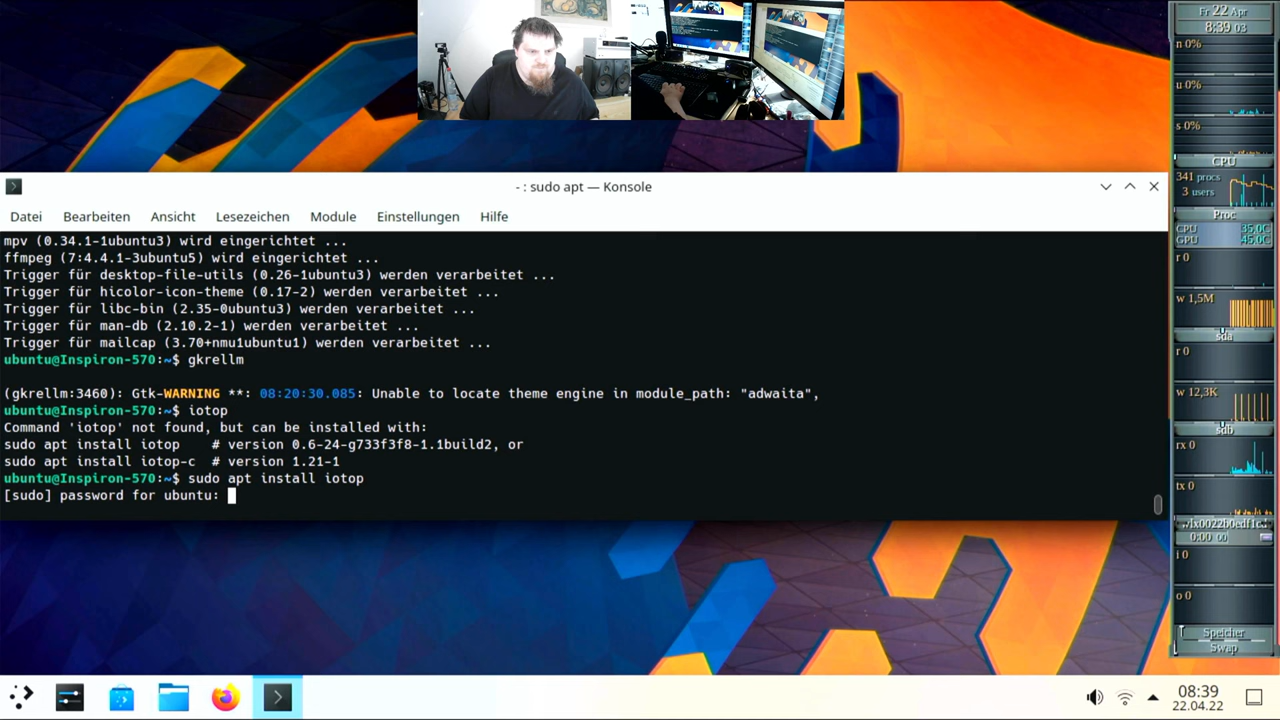 Fr 22 Apr
8:39 03
n 0%
u 0%
s 0%
CPU
341 procs
3 users
Proc
CPU 35.0C
GPU 45.0C
r 0
w 1,5M
sda
r 0
w 12,3K
sdb
rx 0
tx 0
0:00 00
i 0
o 0
Speicher
Swap
- : sudo apt — Konsole
Datei Bearbeiten Ansicht Lesezeichen Module Einstellungen Hilfe
mpv (0.34.1-1ubuntu3) wird eingerichtet ...
ffmpeg (7:4.4.1-3ubuntu5) wird eingerichtet ...
Trigger für desktop-file-utils (0.26-1ubuntu3) werden verarbeitet ...
Trigger für hicolor-icon-theme (0.17-2) werden verarbeitet ...
Trigger für libc-bin (2.35-0ubuntu3) werden verarbeitet ...
Trigger für man-db (2.10.2-1) werden verarbeitet ...
Trigger für mailcap (3.70+nmu1ubuntu1) werden verarbeitet ...
ubuntu@Inspiron-570:~$ gkrellm
(gkrellm:3460): Gtk-WARNING **: 08:20:30.085: Unable to locate theme engine in module_path: "adwaita",
ubuntu@Inspiron-570:~$ iotop
Command 'iotop' not found, but can be installed with:
sudo apt install iotop # version 0.6-24-g733f3f8-1.1build2, or
sudo apt install iotop-c # version 1.21-1
ubuntu@Inspiron-570:~$ sudo apt install iotop
[sudo] password for ubuntu:
08:39
22.04.22